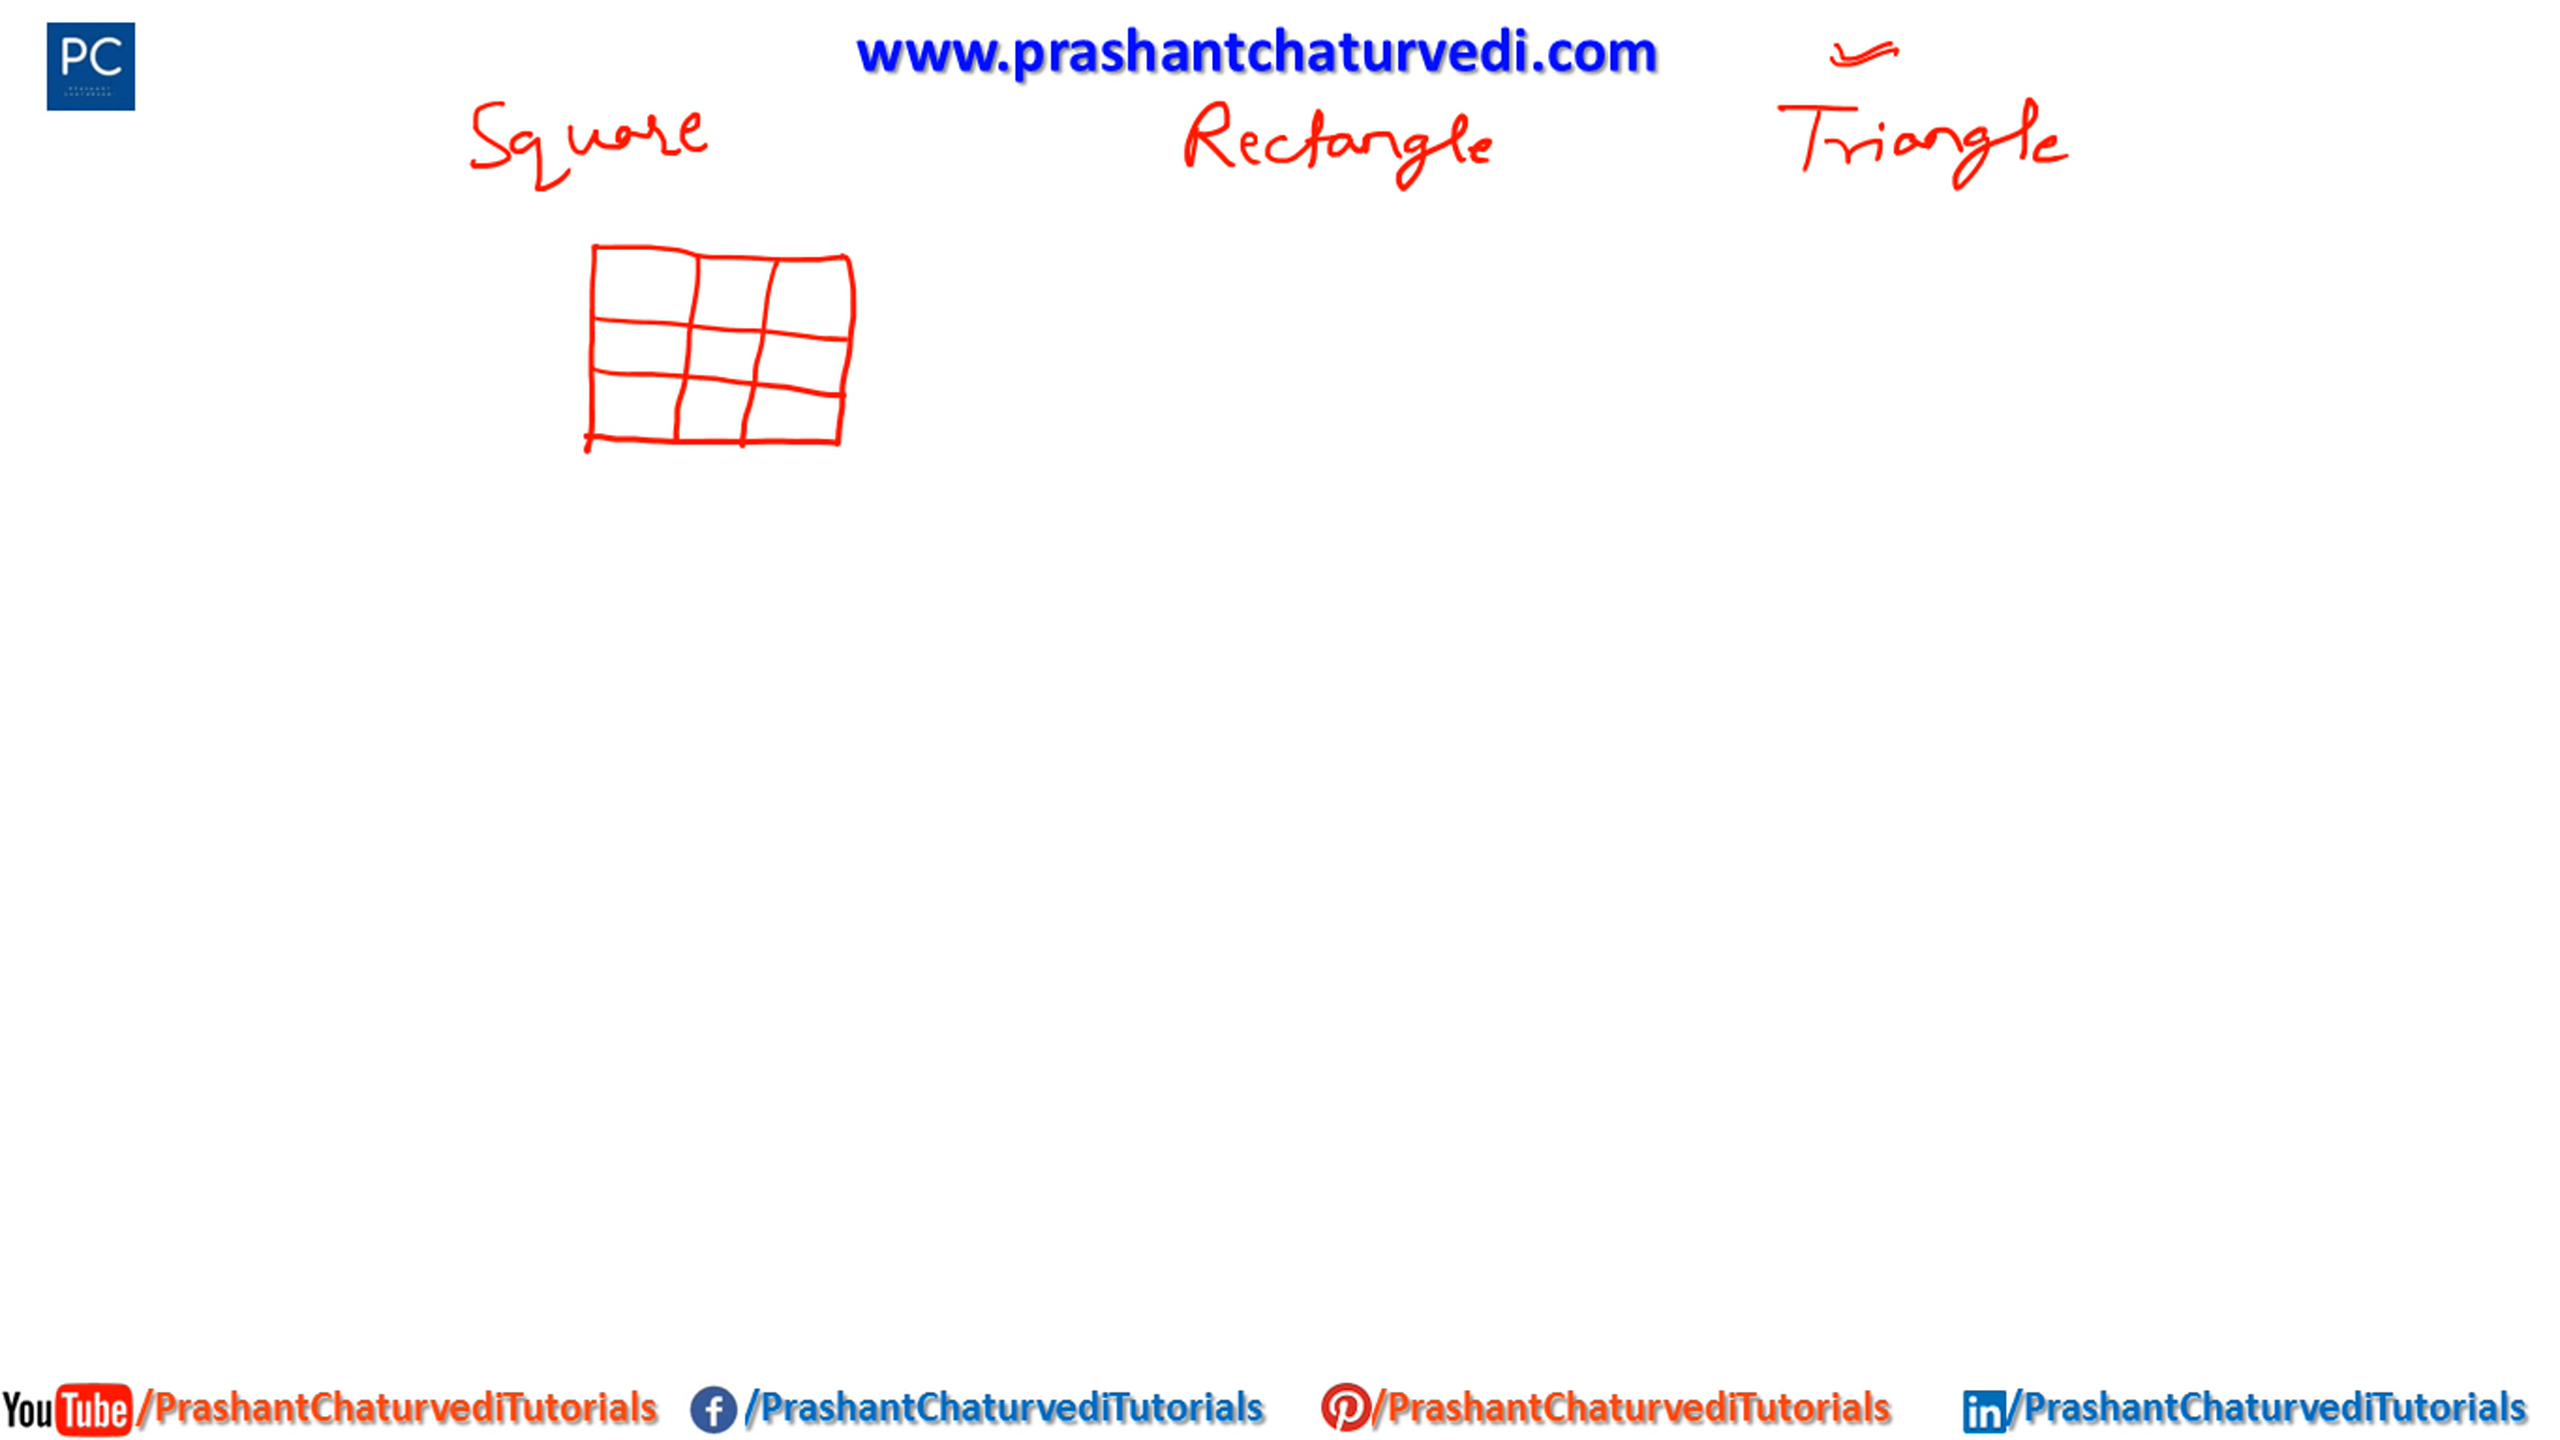 PC
www.prashantchaturvedi.com
Square Rectangle Triangle
YouTube/PrashantChaturvediTutorials f/PrashantChaturvediTutorials /PrashantChaturvediTutorials in/PrashantChaturvediTutorials